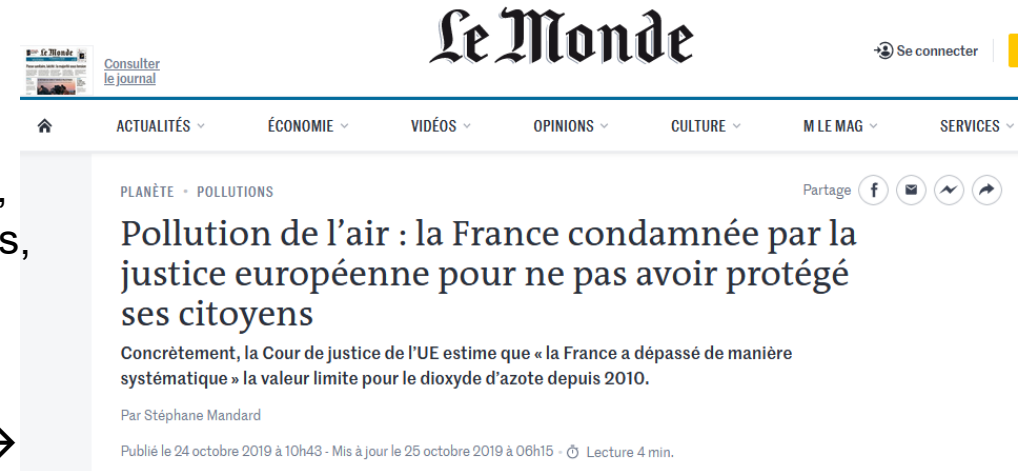 Le Monde
Consulter
le journal
Se connecter
ACTUALITÉS
ÉCONOMIE
VIDÉOS
OPINIONS
CULTURE
M LE MAG
SERVICES
PLANÈTE • POLLUTIONS
Partage
Pollution de l’air : la France condamnée par la
justice européenne pour ne pas avoir protégé
ses citoyens
Concrètement, la Cour de justice de l’UE estime que « la France a dépassé de manière
systématique » la valeur limite pour le dioxyde d’azote depuis 2010.
Par Stéphane Mandard
Publié le 24 octobre 2019 à 10h43 - Mis à jour le 25 octobre 2019 à 06h15 - Lecture 4 min.